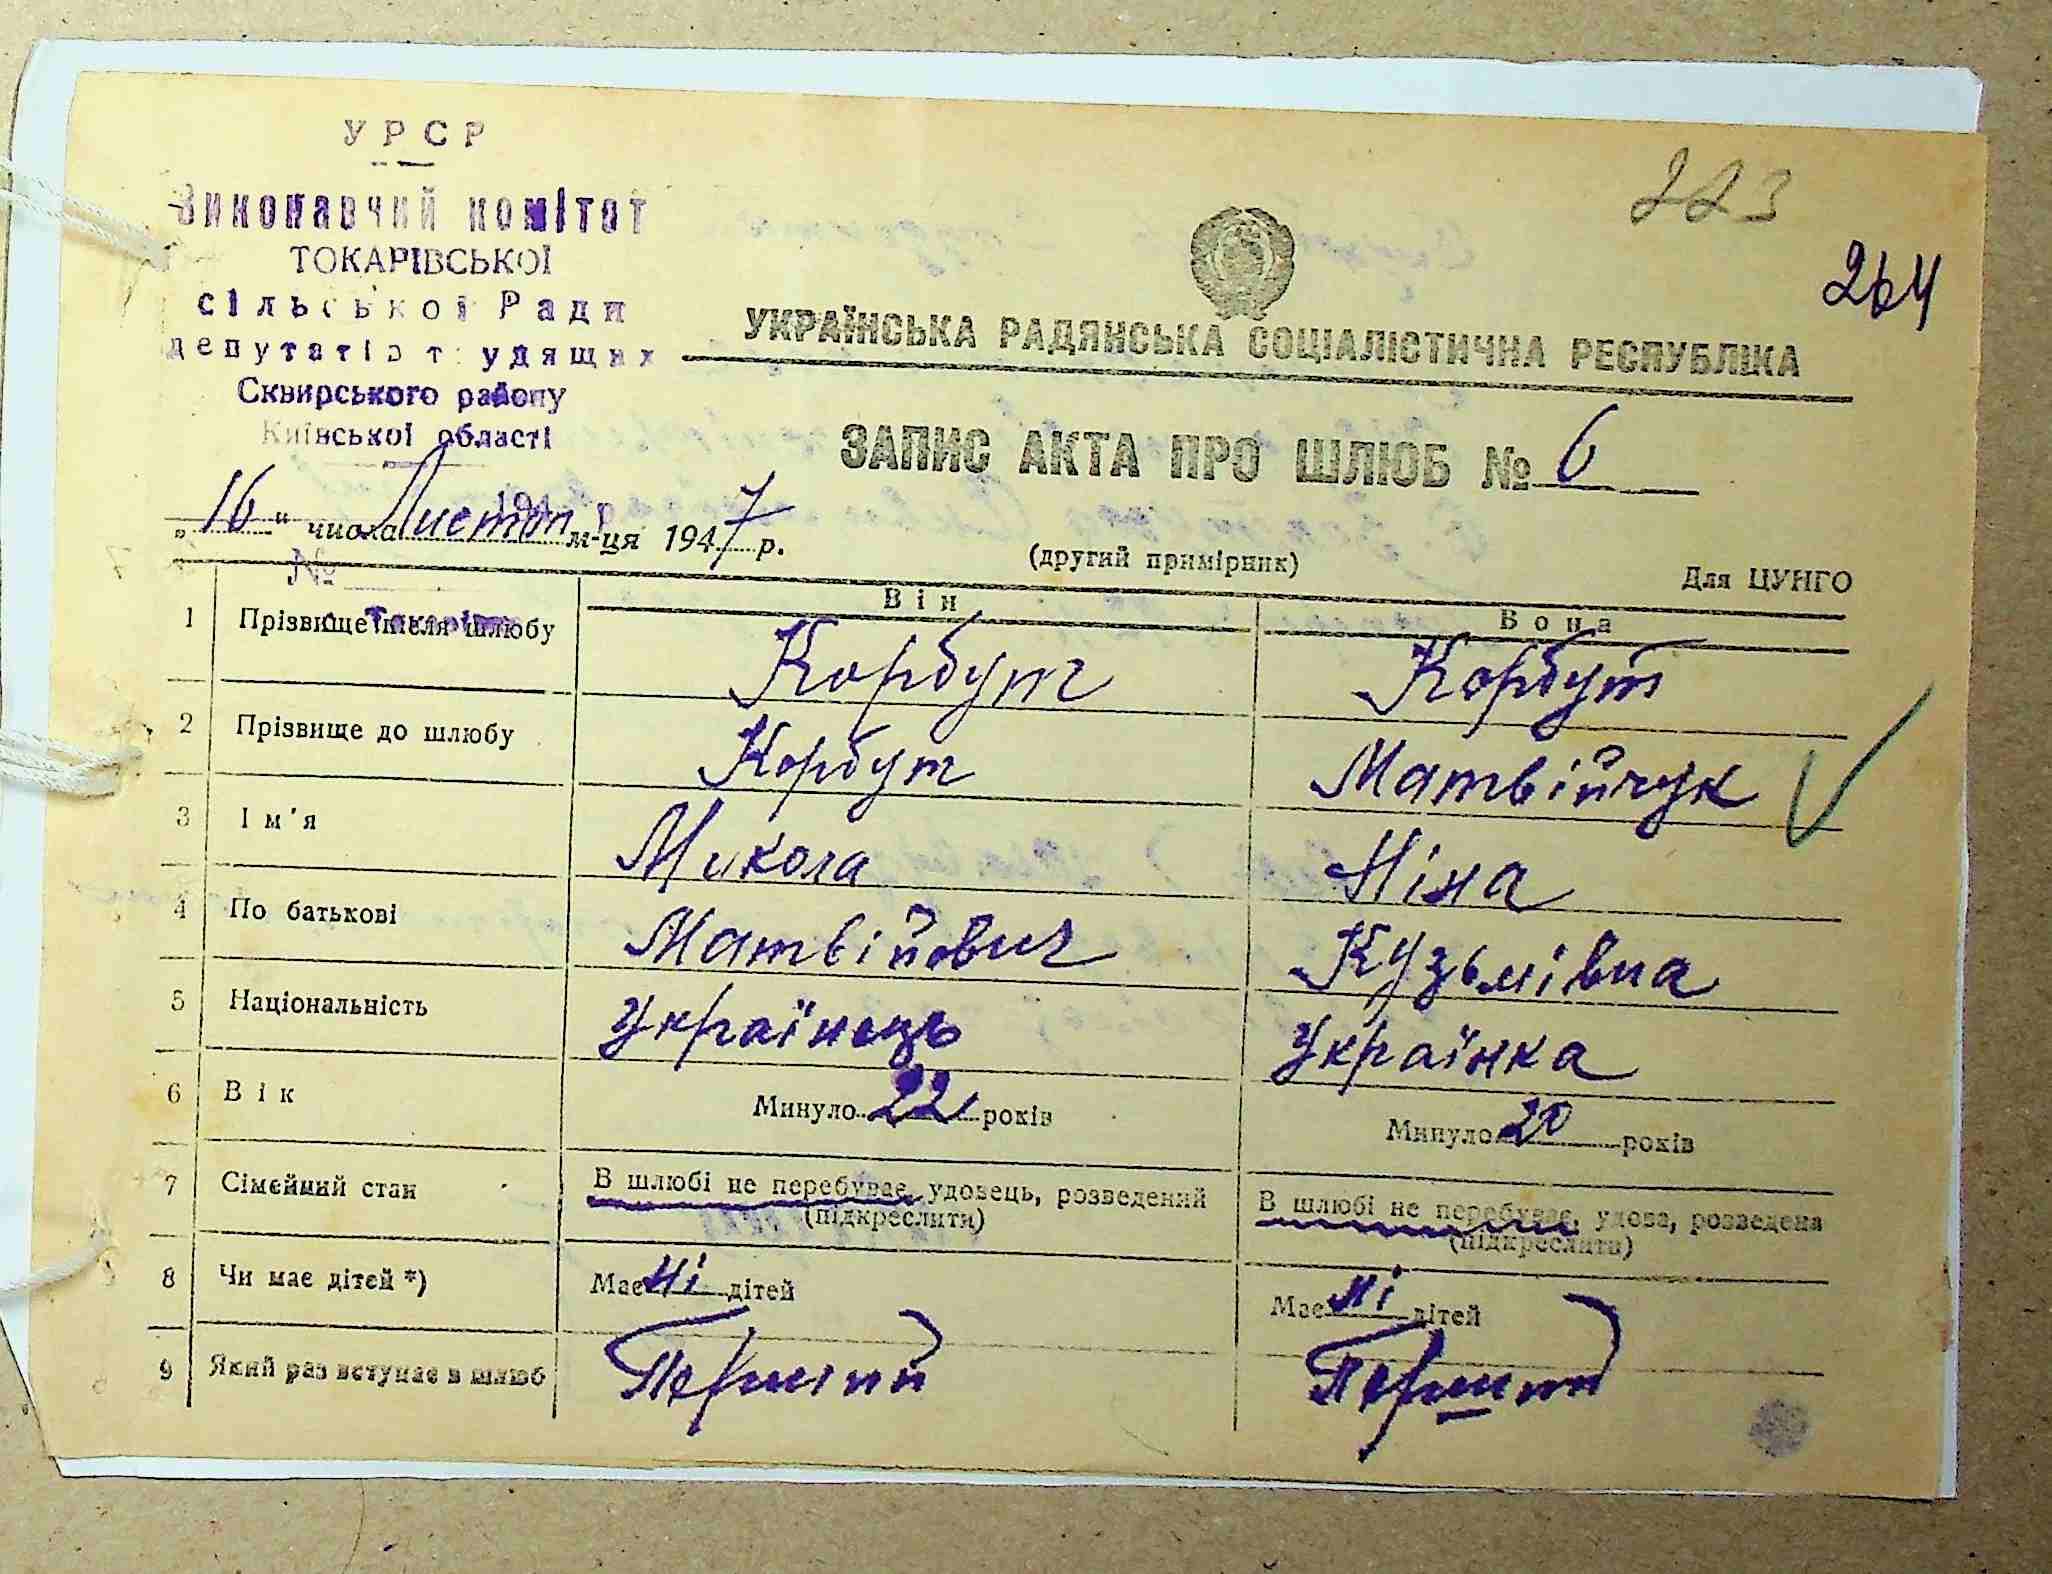 УРСР
Виконавчий комітет
ТОКАРІВСЬКОЇ
сільської Ради
депутатів трудящих
Сквирського району
Київської області
194 р.
№
с. Токарівка
223
264
УКРАЇНСЬКА РАДЯНСЬКА СОЦІАЛІСТИЧНА РЕСПУБЛІКА
ЗАПИС АКТА ПРО ШЛЮБ № 6
„16“ числа Листоп м-ця 1947 р.
(другий примірник)
Для ЦУНГО
Він Вона
1 Прізвище після шлюбу Корбут Корбут
2 Прізвище до шлюбу Корбут Матвійчук
3 Ім'я Микола Ніна
4 По батькові Матвійович Кузьмівна
5 Національність Українець Українка
6 Вік Минуло 22 років Минуло 20 років
7 Сімейний стан В шлюбі не перебуває, удовець, розведений В шлюбі не перебуває, удова, розведена
(підкреслити) (підкреслити)
8 Чи має дітей *) Має ні дітей Має ні дітей
9 Який раз вступає в шлюб Перший Перший